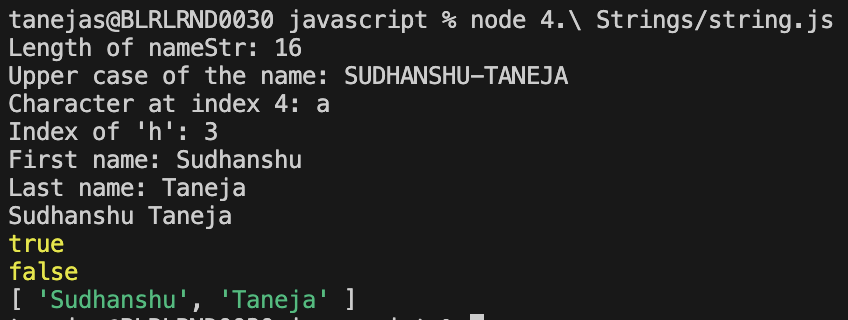 tanejas@BLRLRND0030 javascript % node 4.\ Strings/string.js
Length of nameStr: 16
Upper case of the name: SUDHANSHU-TANEJA
Character at index 4: a
Index of 'h': 3
First name: Sudhanshu
Last name: Taneja
Sudhanshu Taneja
true
false
[ 'Sudhanshu', 'Taneja' ]